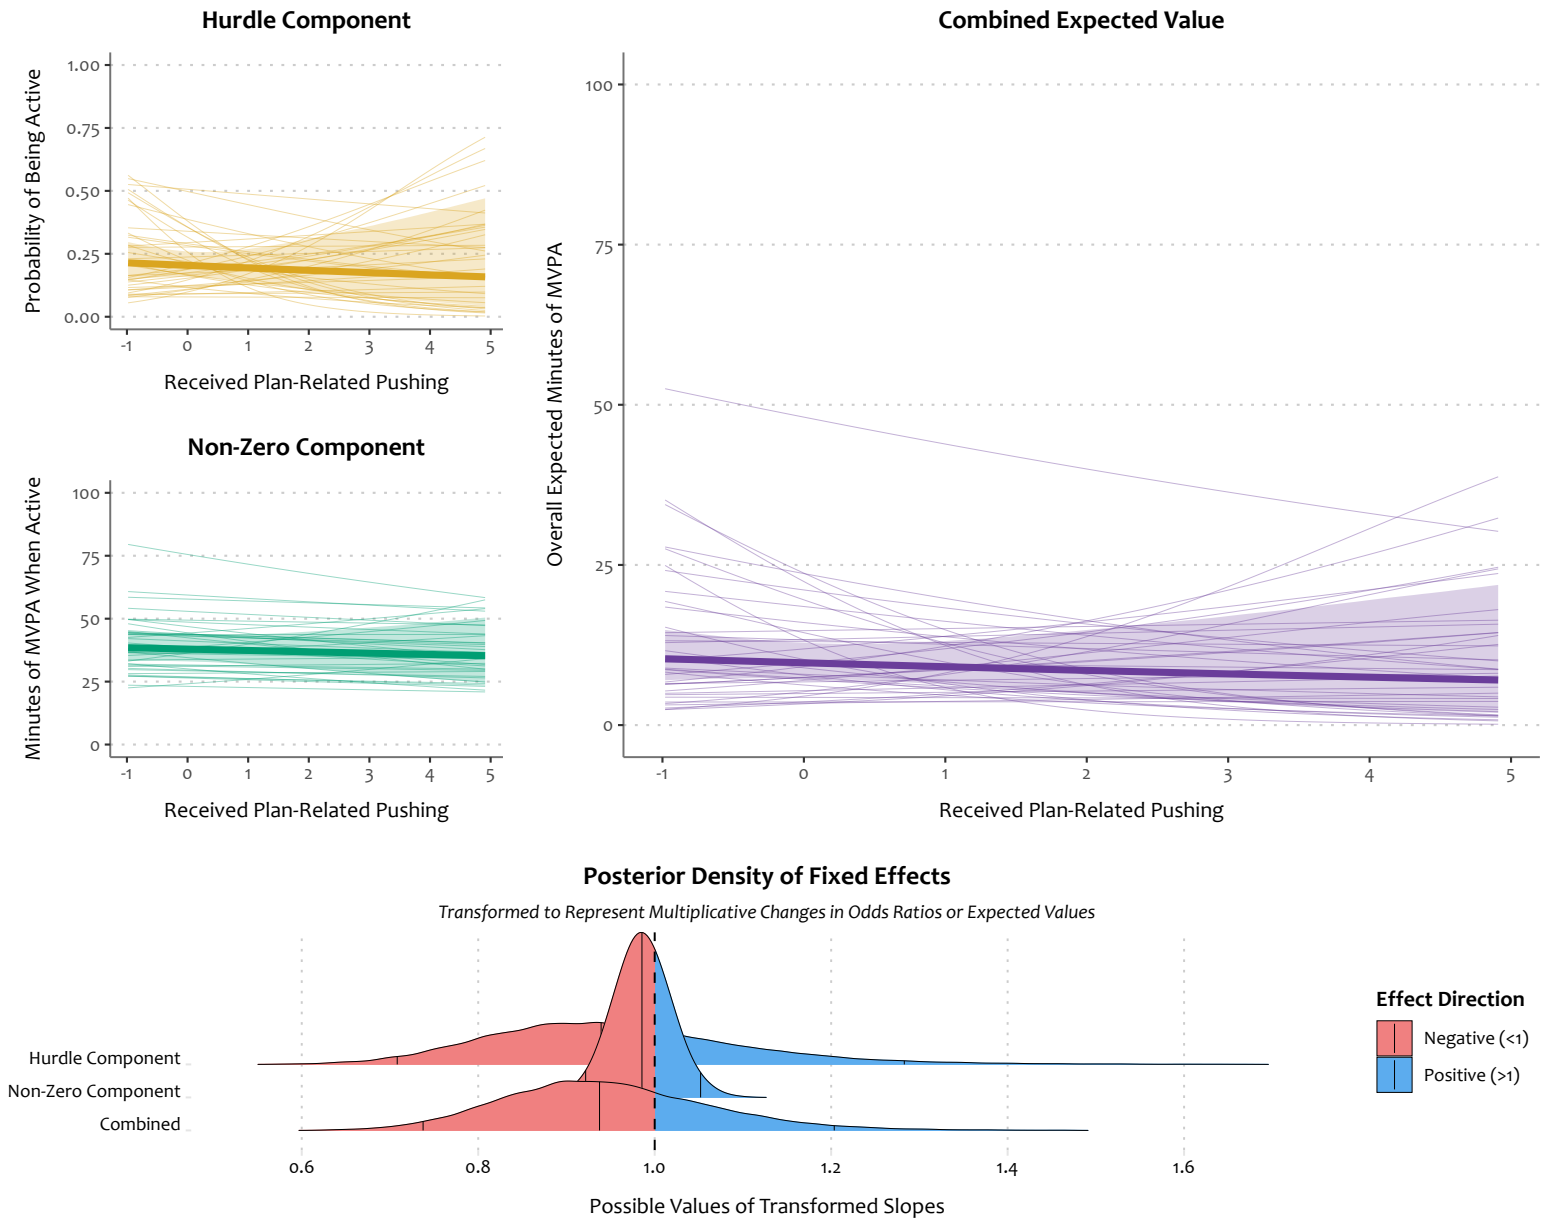 Hurdle Component
Probability of Being Active
1.00
0.75
0.50
0.25
0.00
-1 0 1 2 3 4 5
Received Plan-Related Pushing
Non-Zero Component
Minutes of MVPA When Active
100
75
50
25
0
-1 0 1 2 3 4 5
Received Plan-Related Pushing
Combined Expected Value
Overall Expected Minutes of MVPA
100
75
50
25
0
-1 0 1 2 3 4 5
Received Plan-Related Pushing
Posterior Density of Fixed Effects
Transformed to Represent Multiplicative Changes in Odds Ratios or Expected Values
Hurdle Component
Non-Zero Component
Combined
0.6 0.8 1.0 1.2 1.4 1.6
Possible Values of Transformed Slopes
Effect Direction
Negative (<1)
Positive (>1)